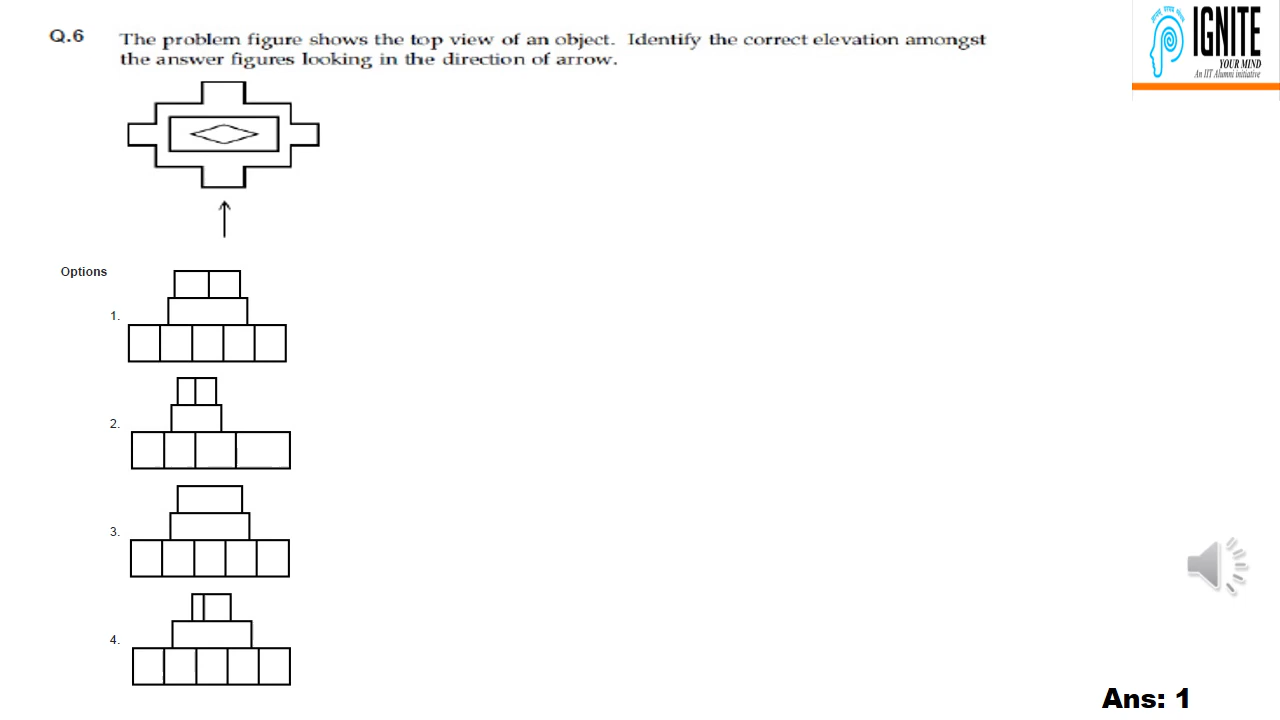 Q.6 The problem figure shows the top view of an object. Identify the correct elevation amongst
the answer figures looking in the direction of arrow.
IGNITE
YOUR MIND
An IIT Alumni initiative
Options
1.
2.
3.
4.
Ans: 1